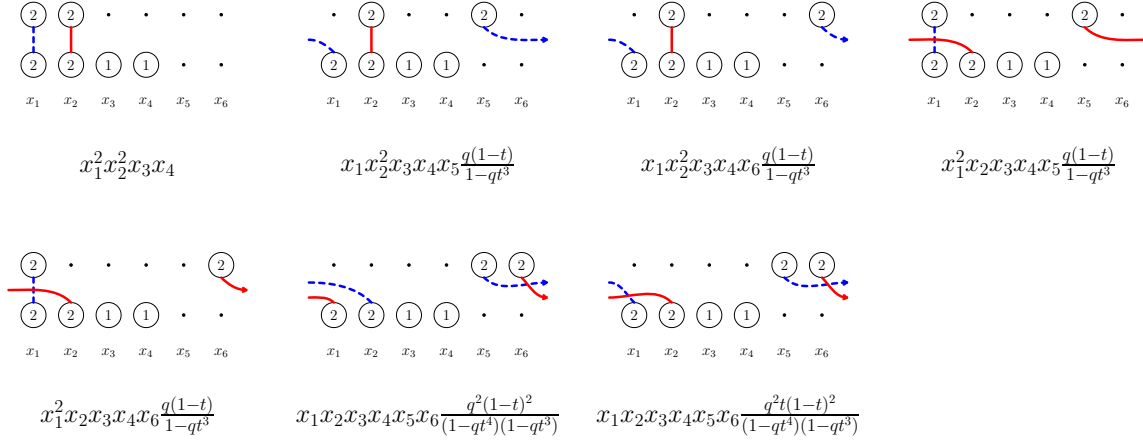 2 2 · · · ·    · 2 · · 2 ·    · 2 · · · 2    2 · · · 2 ·
2 2 1 1 · ·    2 2 1 1 · ·    2 2 1 1 · ·    2 2 1 1 · ·
x₁ x₂ x₃ x₄ x₅ x₆    x₁ x₂ x₃ x₄ x₅ x₆    x₁ x₂ x₃ x₄ x₅ x₆    x₁ x₂ x₃ x₄ x₅ x₆
$x_1^2x_2^2x_3x_4$    $x_1x_2^2x_3x_4x_5\frac{q(1-t)}{1-qt^3}$    $x_1x_2^2x_3x_4x_6\frac{q(1-t)}{1-qt^3}$    $x_1^2x_2x_3x_4x_5\frac{q(1-t)}{1-qt^3}$
2 · · · · 2    · · · · 2 2    · · · · 2 2
2 2 1 1 · ·    2 2 1 1 · ·    2 2 1 1 · ·
x₁ x₂ x₃ x₄ x₅ x₆    x₁ x₂ x₃ x₄ x₅ x₆    x₁ x₂ x₃ x₄ x₅ x₆
$x_1^2x_2x_3x_4x_6\frac{q(1-t)}{1-qt^3}$    $x_1x_2x_3x_4x_5x_6\frac{q^2(1-t)^2}{(1-qt^4)(1-qt^3)}$    $x_1x_2x_3x_4x_5x_6\frac{q^2t(1-t)^2}{(1-qt^4)(1-qt^3)}$